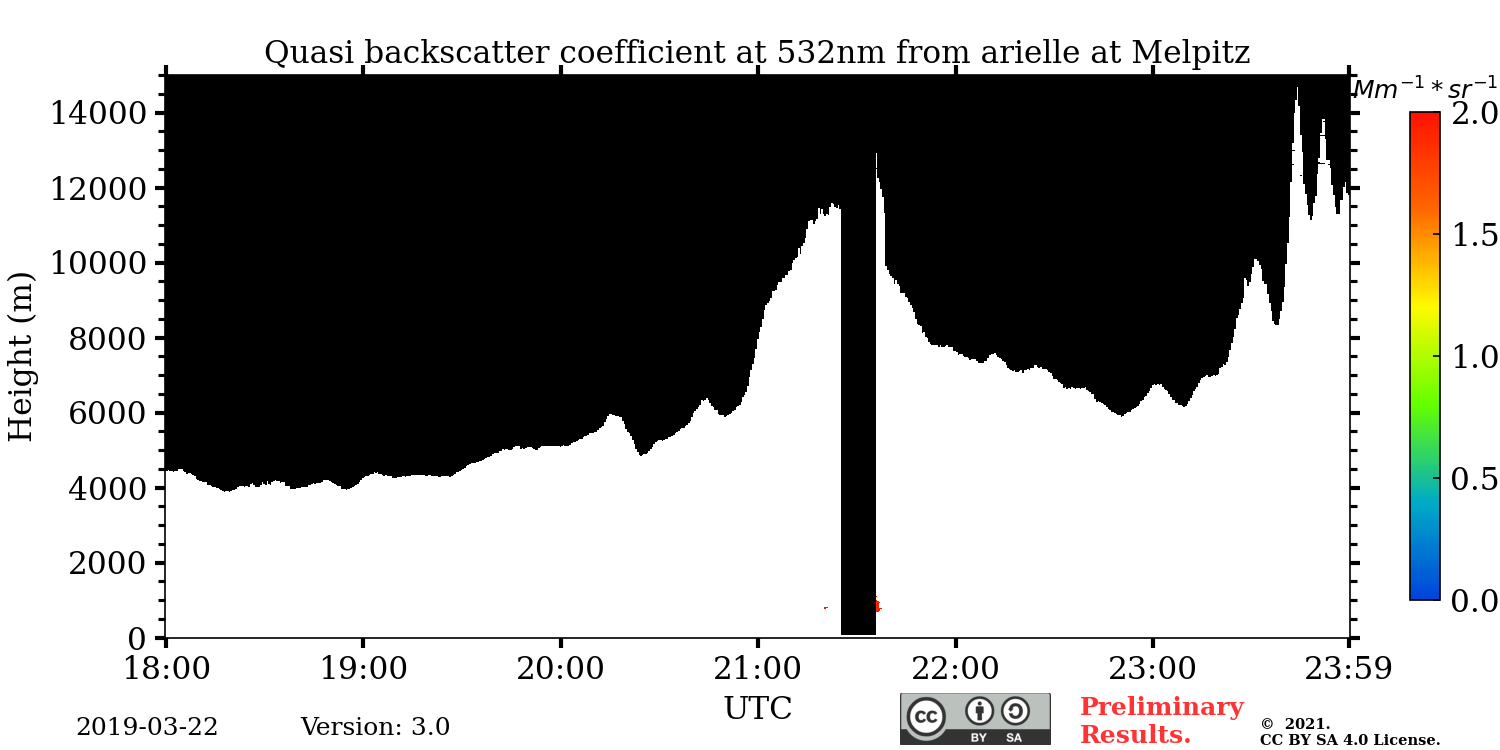 Quasi backscatter coefficient at 532nm from arielle at Melpitz
Mm⁻¹ * sr⁻¹
Height (m)
14000
12000
10000
8000
6000
4000
2000
0
2.0
1.5
1.0
0.5
0.0
18:00 19:00 20:00 21:00 22:00 23:00 23:59
UTC
2019-03-22 Version: 3.0
cc BY SA
Preliminary
Results.
© 2021.
CC BY SA 4.0 License.